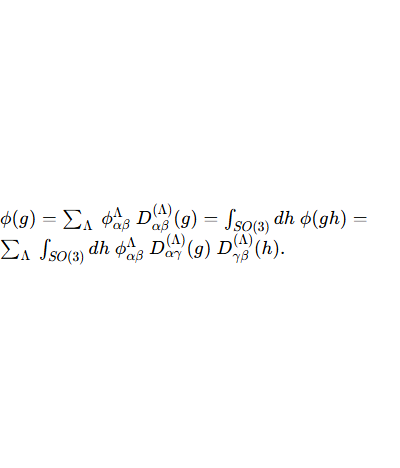 ϕ(g) = ∑_Λ ϕ^Λ_{αβ} D^{(Λ)}_{αβ}(g) = ∫_{SO(3)} dh ϕ(gh) =
∑_Λ ∫_{SO(3)} dh ϕ^Λ_{αβ} D^{(Λ)}_{αγ}(g) D^{(Λ)}_{γβ}(h).